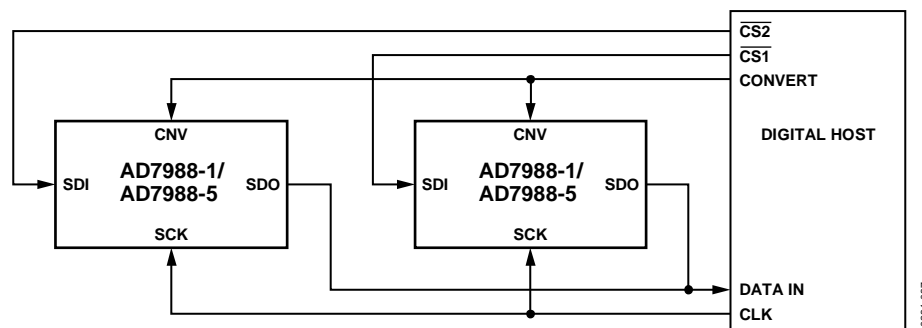 CS2
CS1
CONVERT
CNV
CNV
DIGITAL HOST
AD7988-1/
AD7988-5
SDI
SDO
SCK
AD7988-1/
AD7988-5
SDI
SDO
SCK
DATA IN
CLK